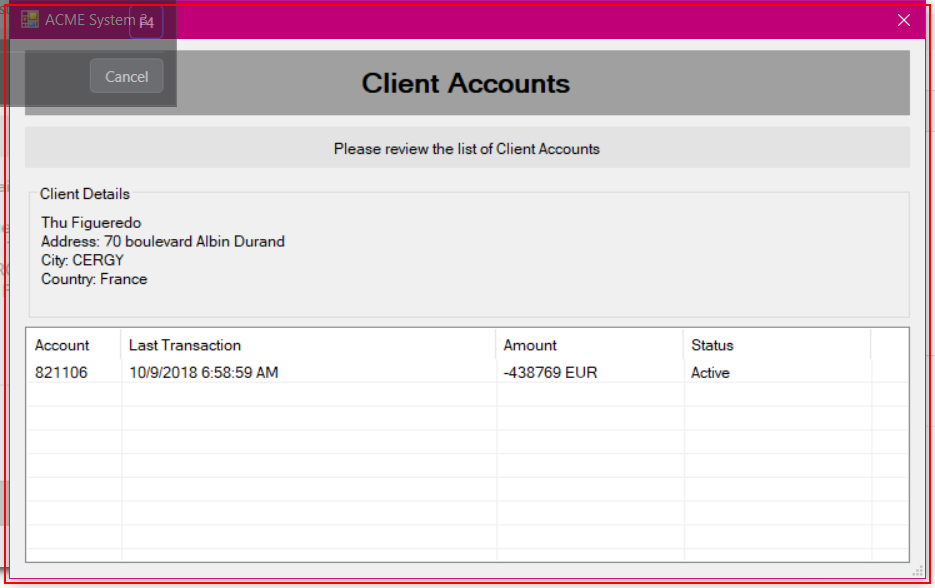 ACME System 3
F4
Cancel
Client Accounts
Please review the list of Client Accounts
Client Details
Thu Figueredo
Address: 70 boulevard Albin Durand
City: CERGY
Country: France
Account Last Transaction Amount Status
821106 10/9/2018 6:58:59 AM -438769 EUR Active